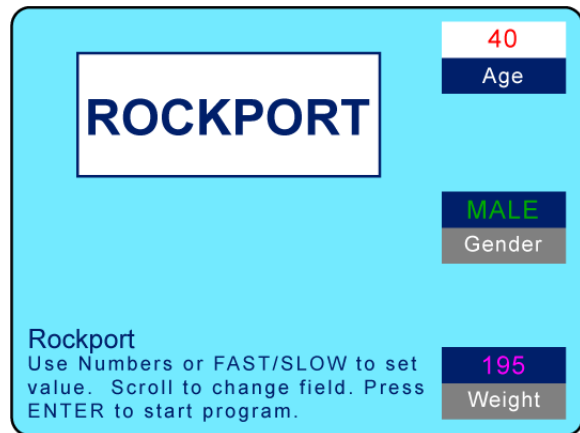 ROCKPORT
40
Age
MALE
Gender
195
Weight
Rockport
Use Numbers or FAST/SLOW to set
value. Scroll to change field. Press
ENTER to start program.